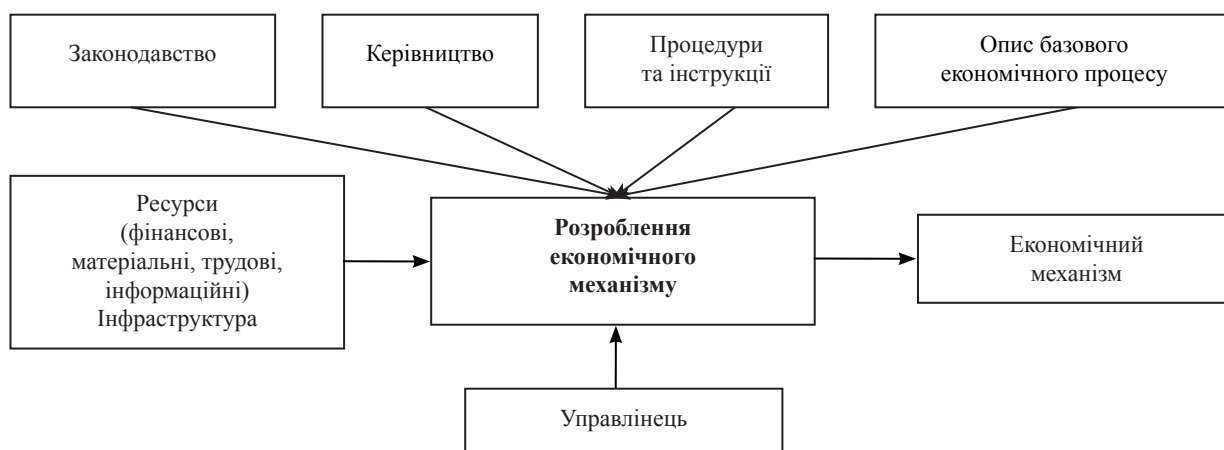 Законодавство
Керівництво
Процедури
та інструкції
Опис базового
економічного процесу
Ресурси
(фінансові,
матеріальні, трудові,
інформаційні)
Інфраструктура
Розроблення
економічного
механізму
Економічний
механізм
Управлінець